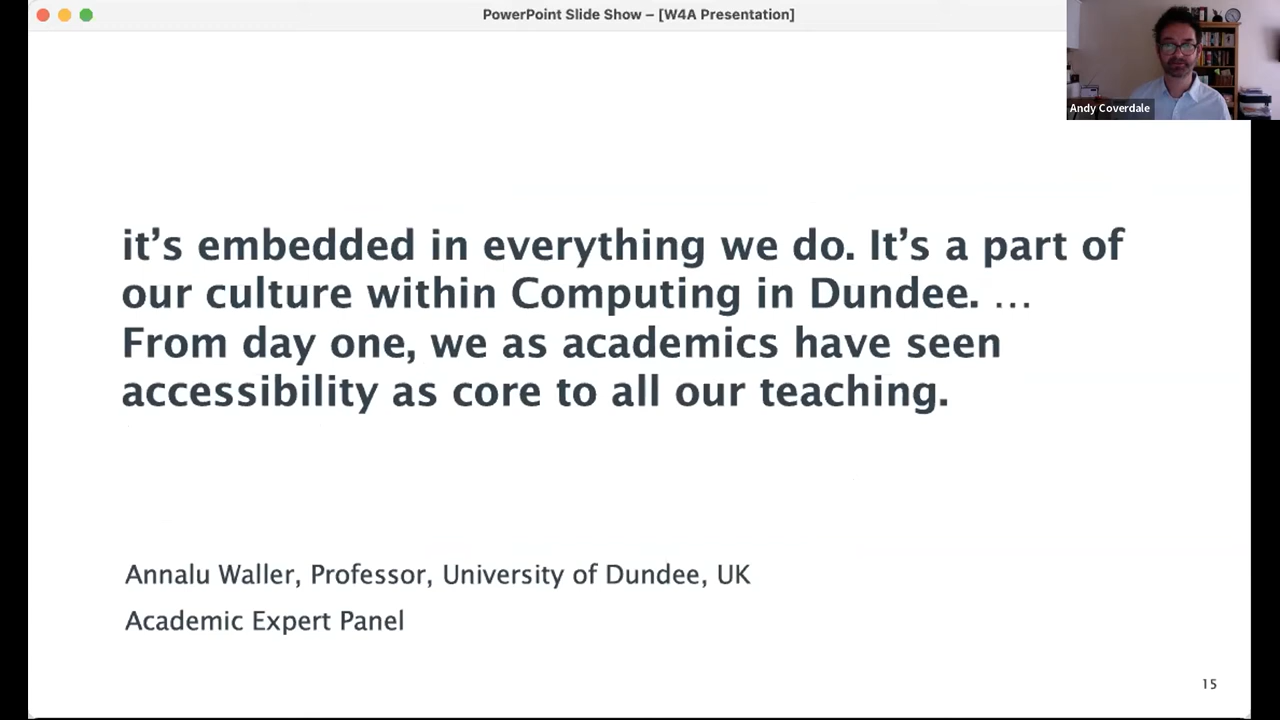 PowerPoint Slide Show – [W4A Presentation]
Andy Coverdale
it’s embedded in everything we do. It’s a part of
our culture within Computing in Dundee. …
From day one, we as academics have seen
accessibility as core to all our teaching.
Annalu Waller, Professor, University of Dundee, UK
Academic Expert Panel
15